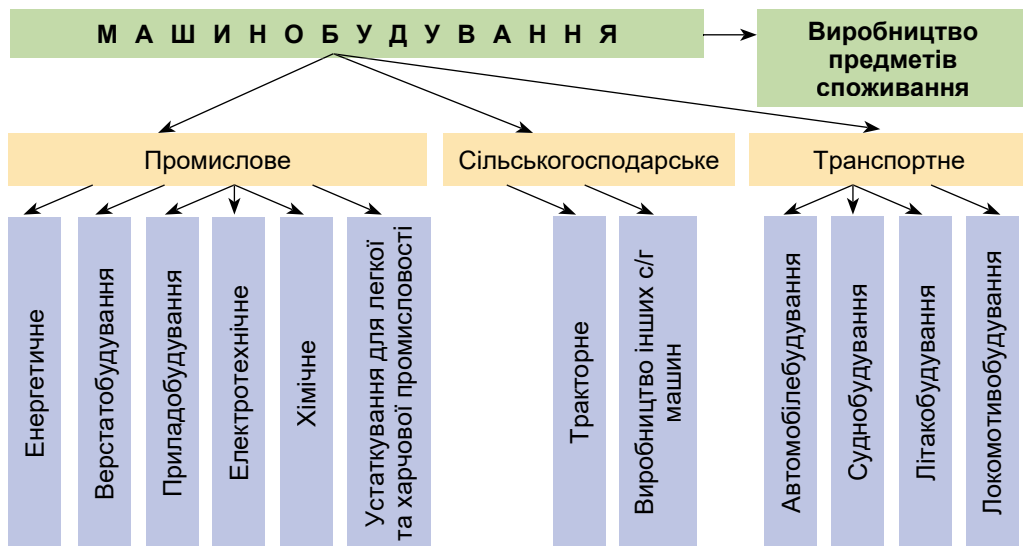 МАШИНОБУДУВАННЯ
Виробництво
предметів
споживання
Промислове
Сільськогосподарське
Транспортне
Енергетичне
Верстатобудування
Приладобудування
Електротехнічне
Хімічне
Устаткування для легкої
та харчової промисловості
Тракторне
Виробництво інших с/г
машин
Автомобілебудування
Суднобудування
Літакобудування
Локомотивобудування